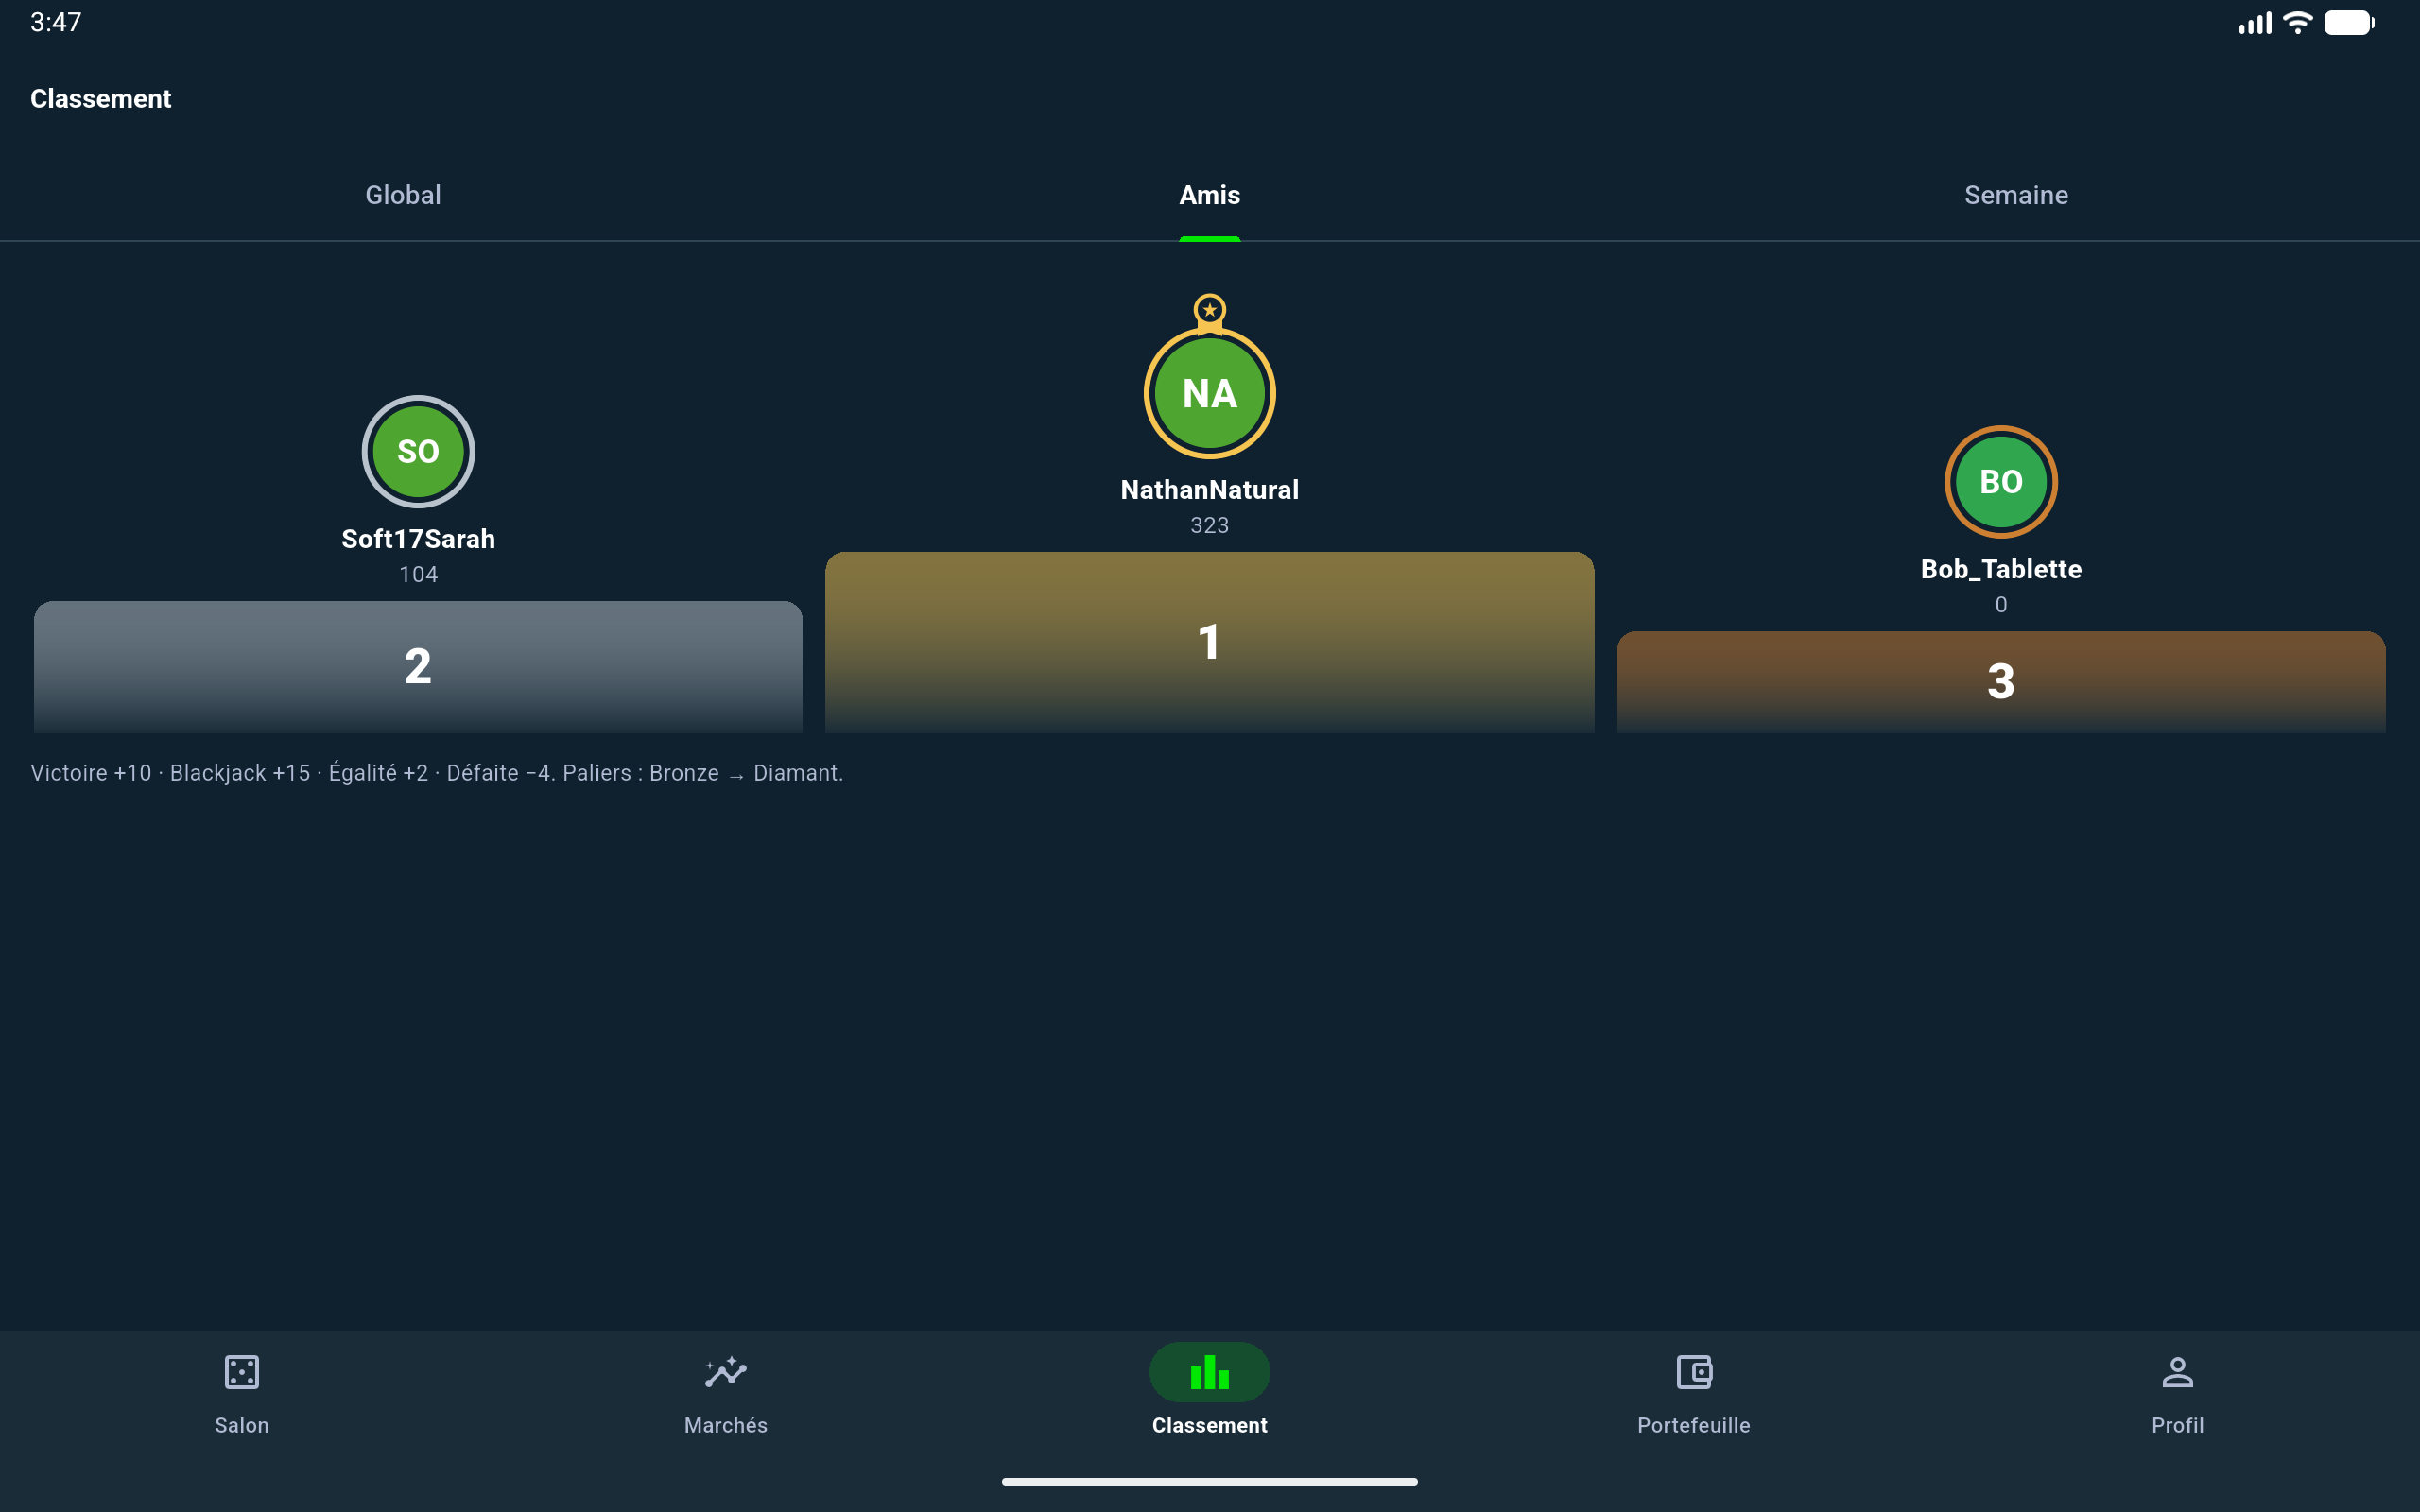 3:47
Classement
Global
Amis
Semaine
NA
NathanNatural
323
SO
Soft17Sarah
104
BO
Bob_Tablette
0
2
1
3
Victoire +10 · Blackjack +15 · Égalité +2 · Défaite −4. Paliers : Bronze → Diamant.
Salon
Marchés
Classement
Portefeuille
Profil